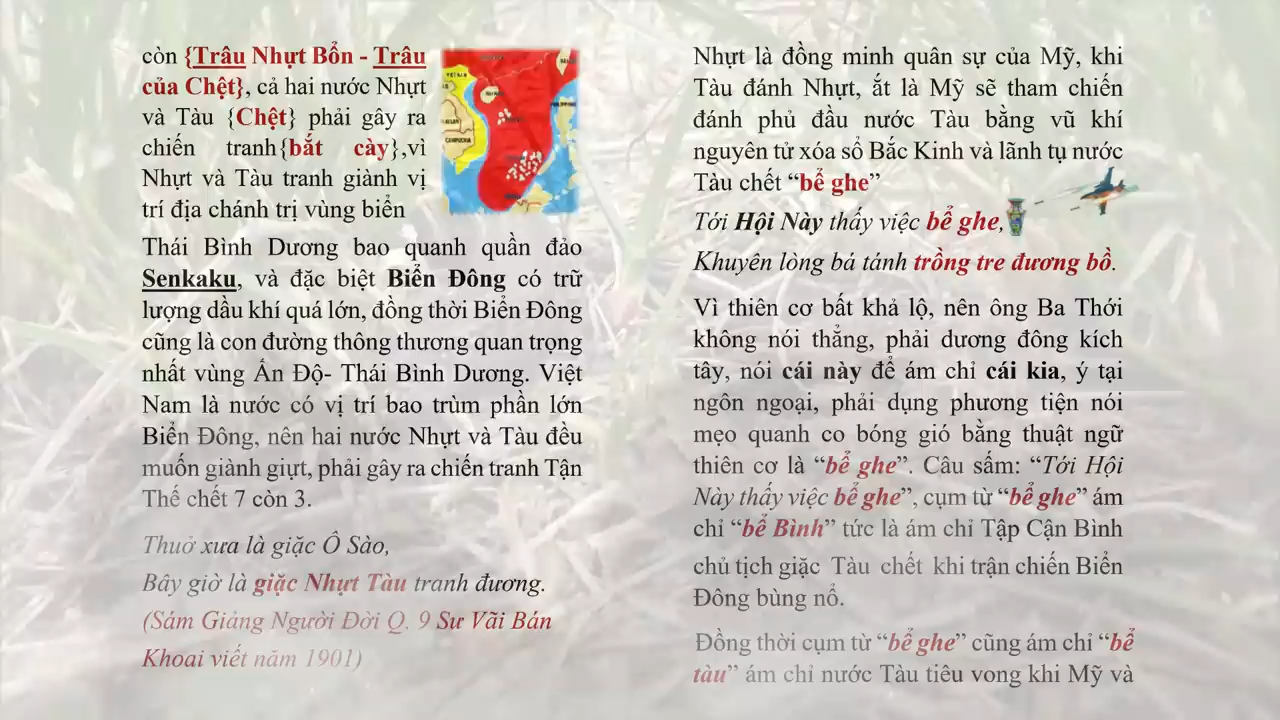 còn {Trâu Nhựt Bổn - Trâu
của Chệt}, cả hai nước Nhựt
và Tàu {Chệt} phải gây ra
chiến tranh{bắt cày},vì
Nhựt và Tàu tranh giành vị
trí địa chánh trị vùng biển
Thái Bình Dương bao quanh quần đảo
Senkaku, và đặc biệt Biển Đông có trữ
lượng dầu khí quá lớn, đồng thời Biển Đông
cũng là con đường thông thương quan trọng
nhất vùng Ấn Độ- Thái Bình Dương. Việt
Nam là nước có vị trí bao trùm phần lớn
Biển Đông, nên hai nước Nhựt và Tàu đều
muốn giành giựt, phải gây ra chiến tranh Tận
Thế chết 7 còn 3.
Thuở xưa là giặc Ô Sào,
Bây giờ là giặc Nhựt Tàu tranh đương.
(Sám Giảng Người Đời Q. 9 Sư Vãi Bán
Khoai viết năm 1901)
Nhựt là đồng minh quân sự của Mỹ, khi
Tàu đánh Nhựt, ắt là Mỹ sẽ tham chiến
đánh phủ đầu nước Tàu bằng vũ khí
nguyên tử xóa sổ Bắc Kinh và lãnh tụ nước
Tàu chết “bể ghe”
Tới Hội Này thấy việc bể ghe,
Khuyên lòng bá tánh trồng tre đương bồ.
Vì thiên cơ bất khả lộ, nên ông Ba Thới
không nói thẳng, phải dương đông kích
tây, nói cái này để ám chỉ cái kia, ý tại
ngôn ngoại, phải dụng phương tiện nói
mẹo quanh co bóng gió bằng thuật ngữ
thiên cơ là “bể ghe”. Câu sấm: “Tới Hội
Này thấy việc bể ghe”, cụm từ “bể ghe” ám
chỉ “bể Bình” tức là ám chỉ Tập Cận Bình
chủ tịch giặc Tàu chết khi trận chiến Biển
Đông bùng nổ.
Đồng thời cụm từ “bể ghe” cũng ám chỉ “bể
tàu” ám chỉ nước Tàu tiêu vong khi Mỹ và